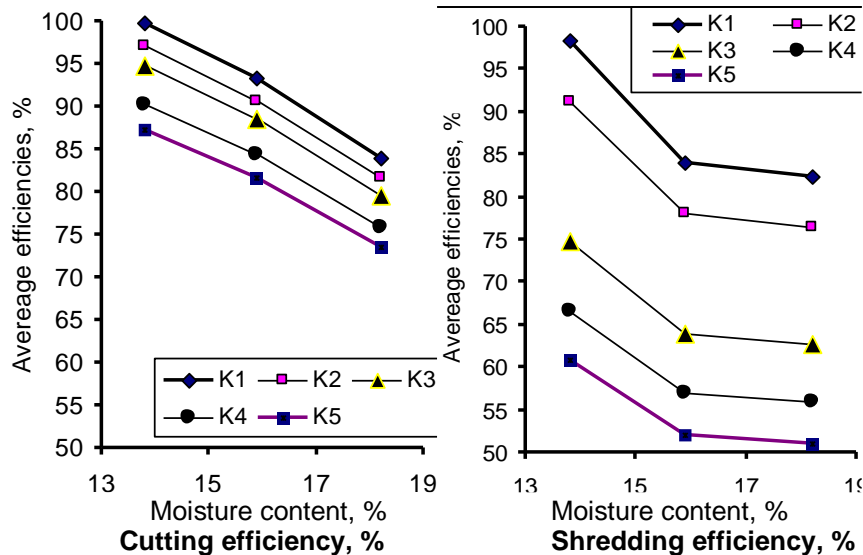 Avereage efficiencies, %
100
95
90
85
80
75
70
65
60
55
50
K1 K2 K3
K4 K5
13 15 17 19
Moisture content, %
Cutting efficiency, %
Avereage efficiencies, %
100
95
90
85
80
75
70
65
60
55
50
K1 K2
K3 K4
K5
13 15 17 19
Moisture content, %
Shredding efficiency, %